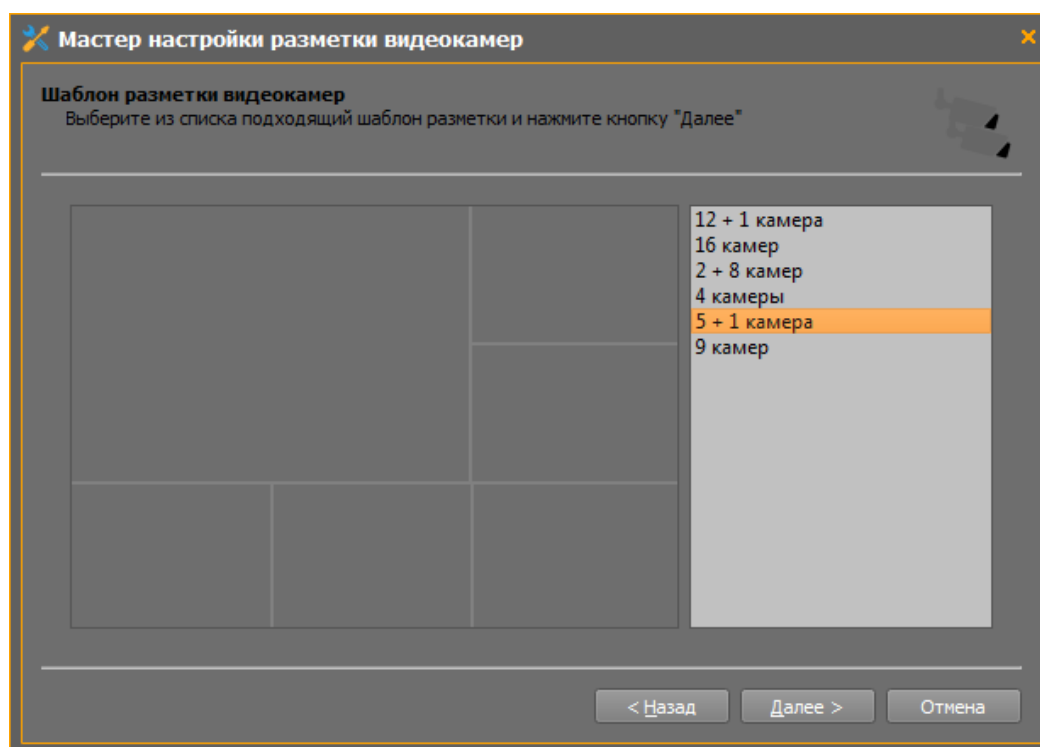 Мастер настройки разметки видеокамер
Шаблон разметки видеокамер
Выберите из списка подходящий шаблон разметки и нажмите кнопку "Далее"
12 + 1 камера
16 камер
2 + 8 камер
4 камеры
5 + 1 камера
9 камер
< Назад
Далее >
Отмена